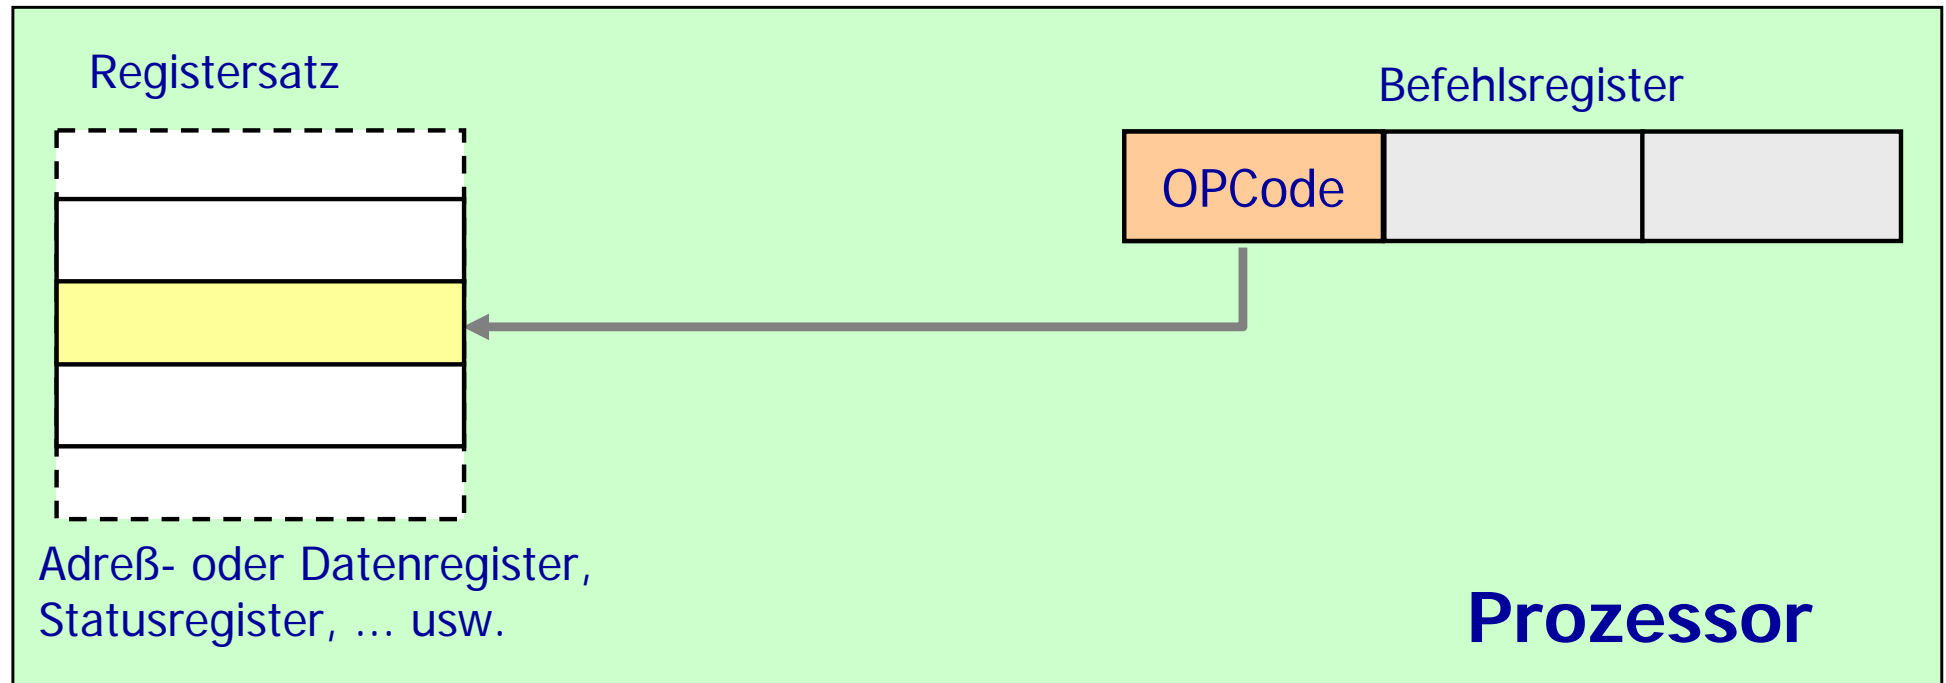 Registersatz
Befehlsregister
OPCode
Adreß- oder Datenregister,
Statusregister, ... usw.
Prozessor